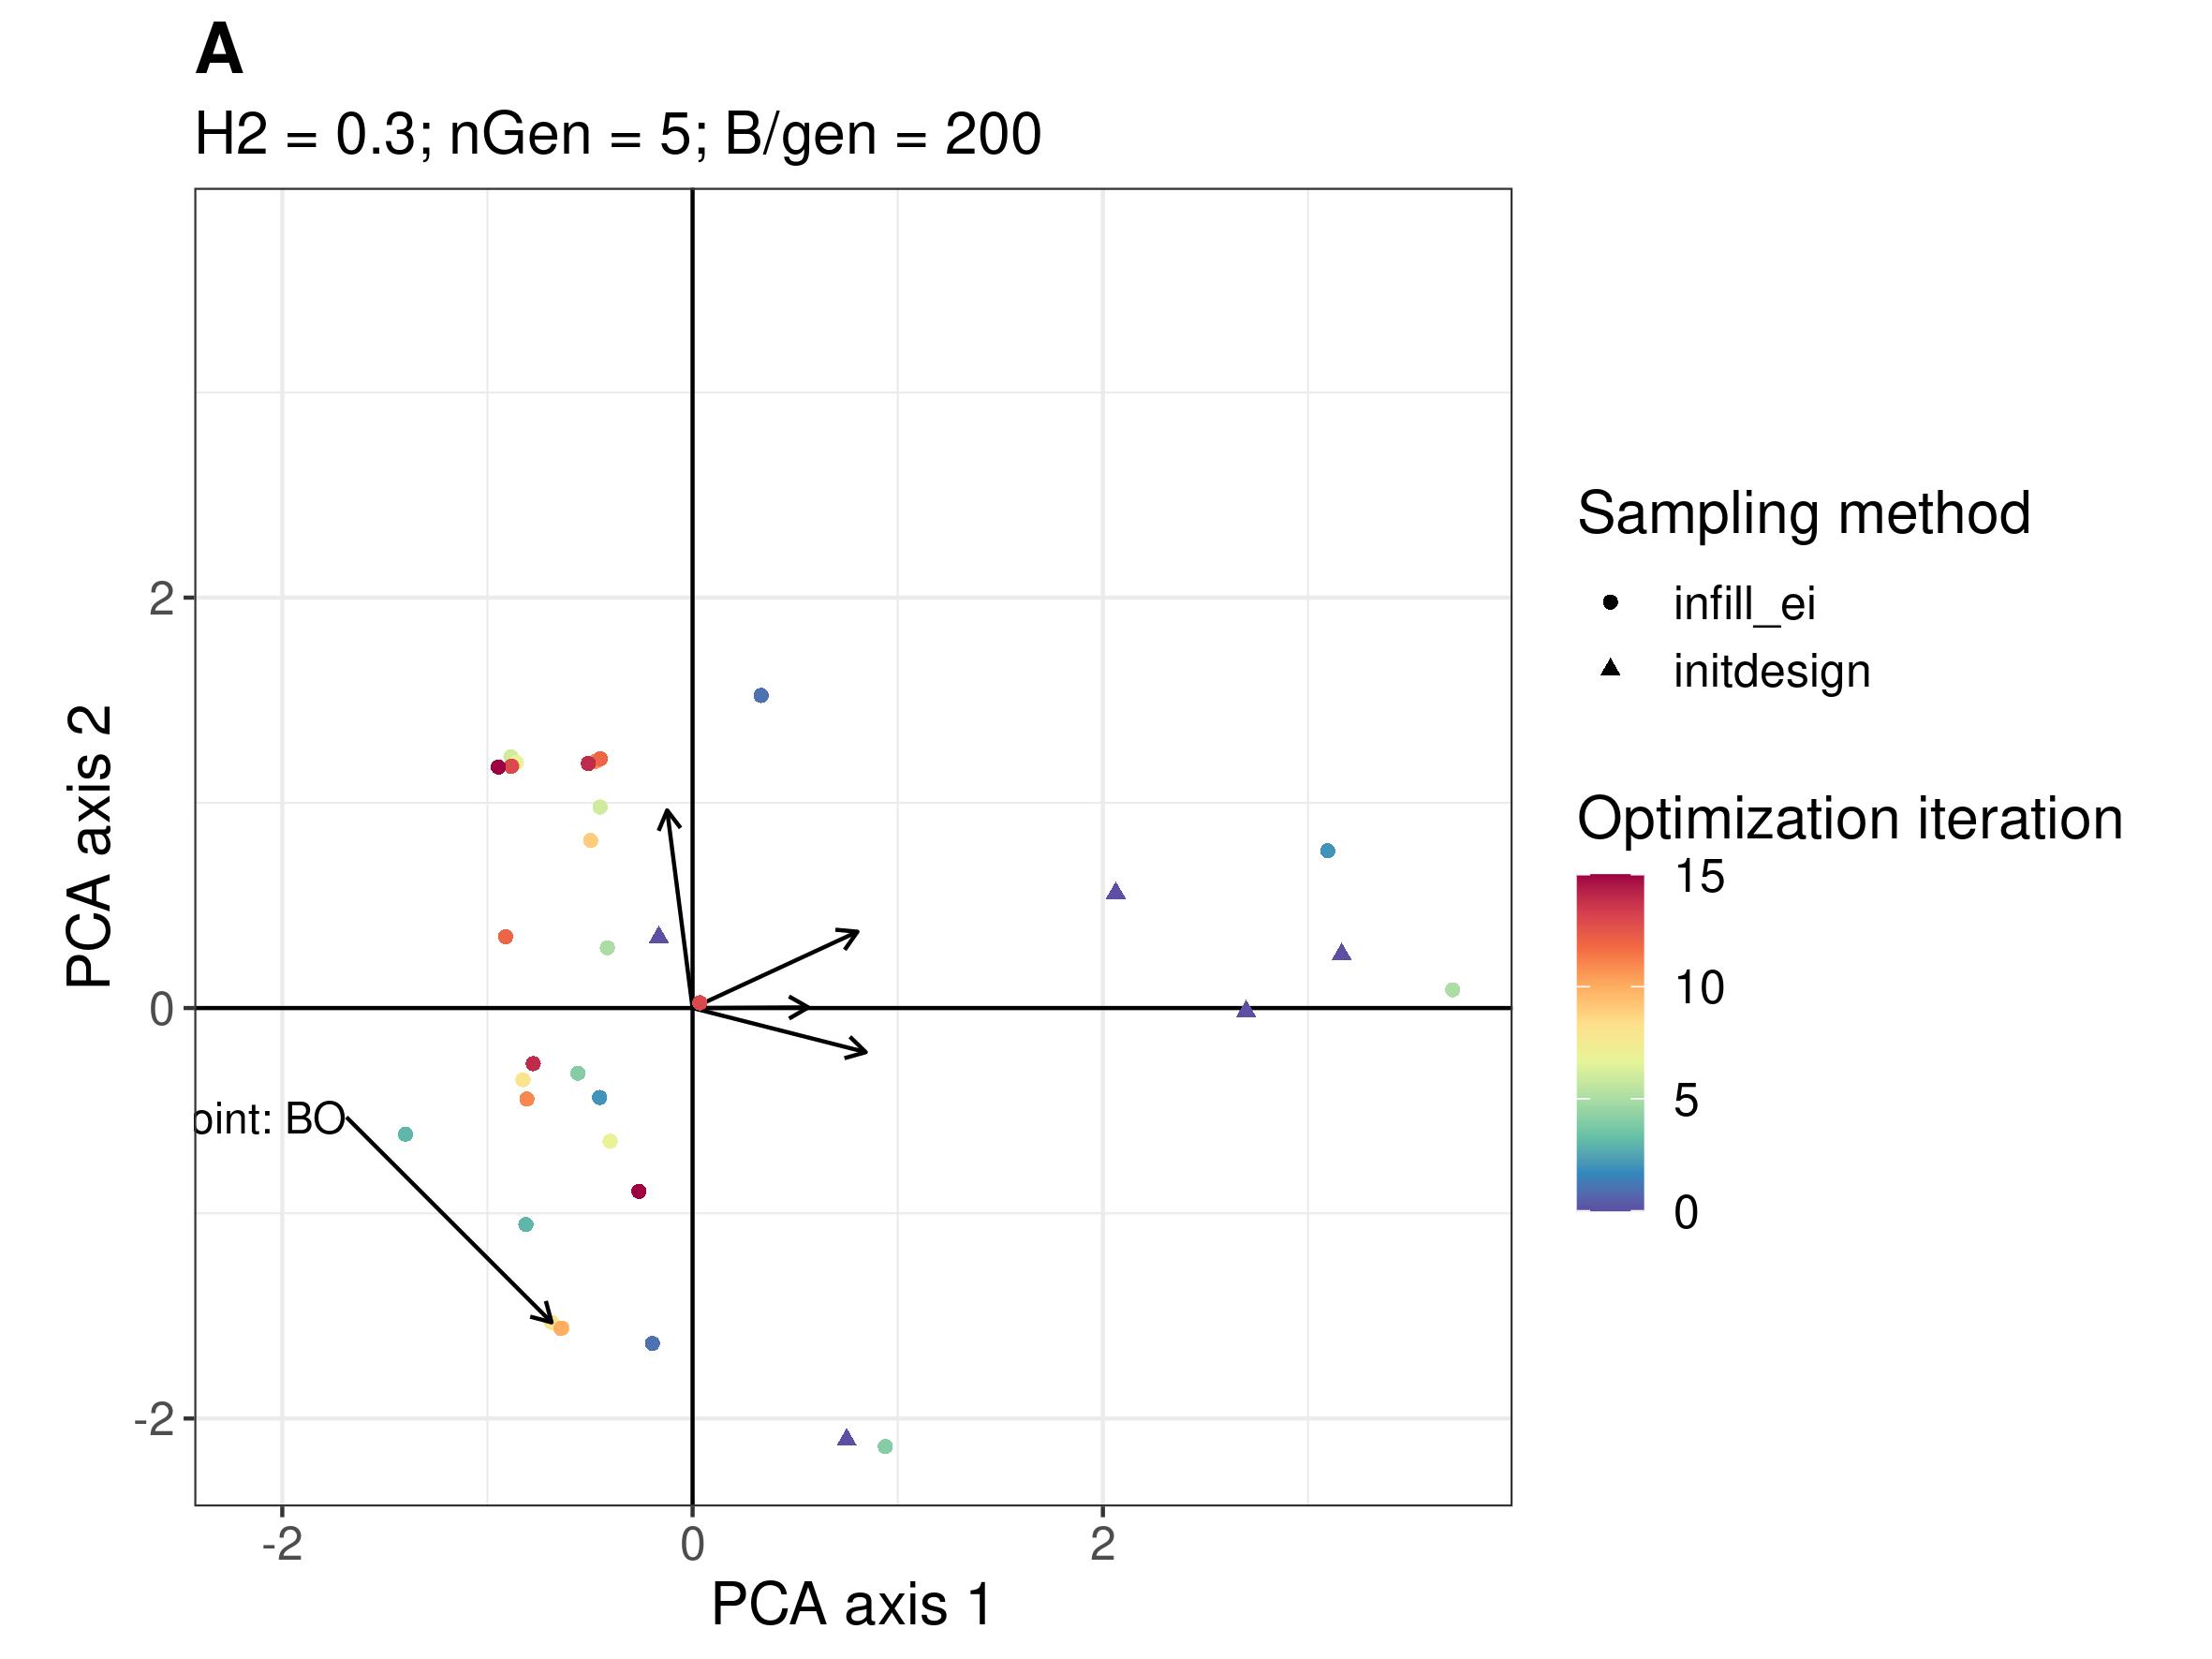 A
H2 = 0.3; nGen = 5; B/gen = 200
PCA axis 2
2
0
-2
oint: BO
-2
0
2
PCA axis 1
Sampling method
infill_ei
initdesign
Optimization iteration
15
10
5
0